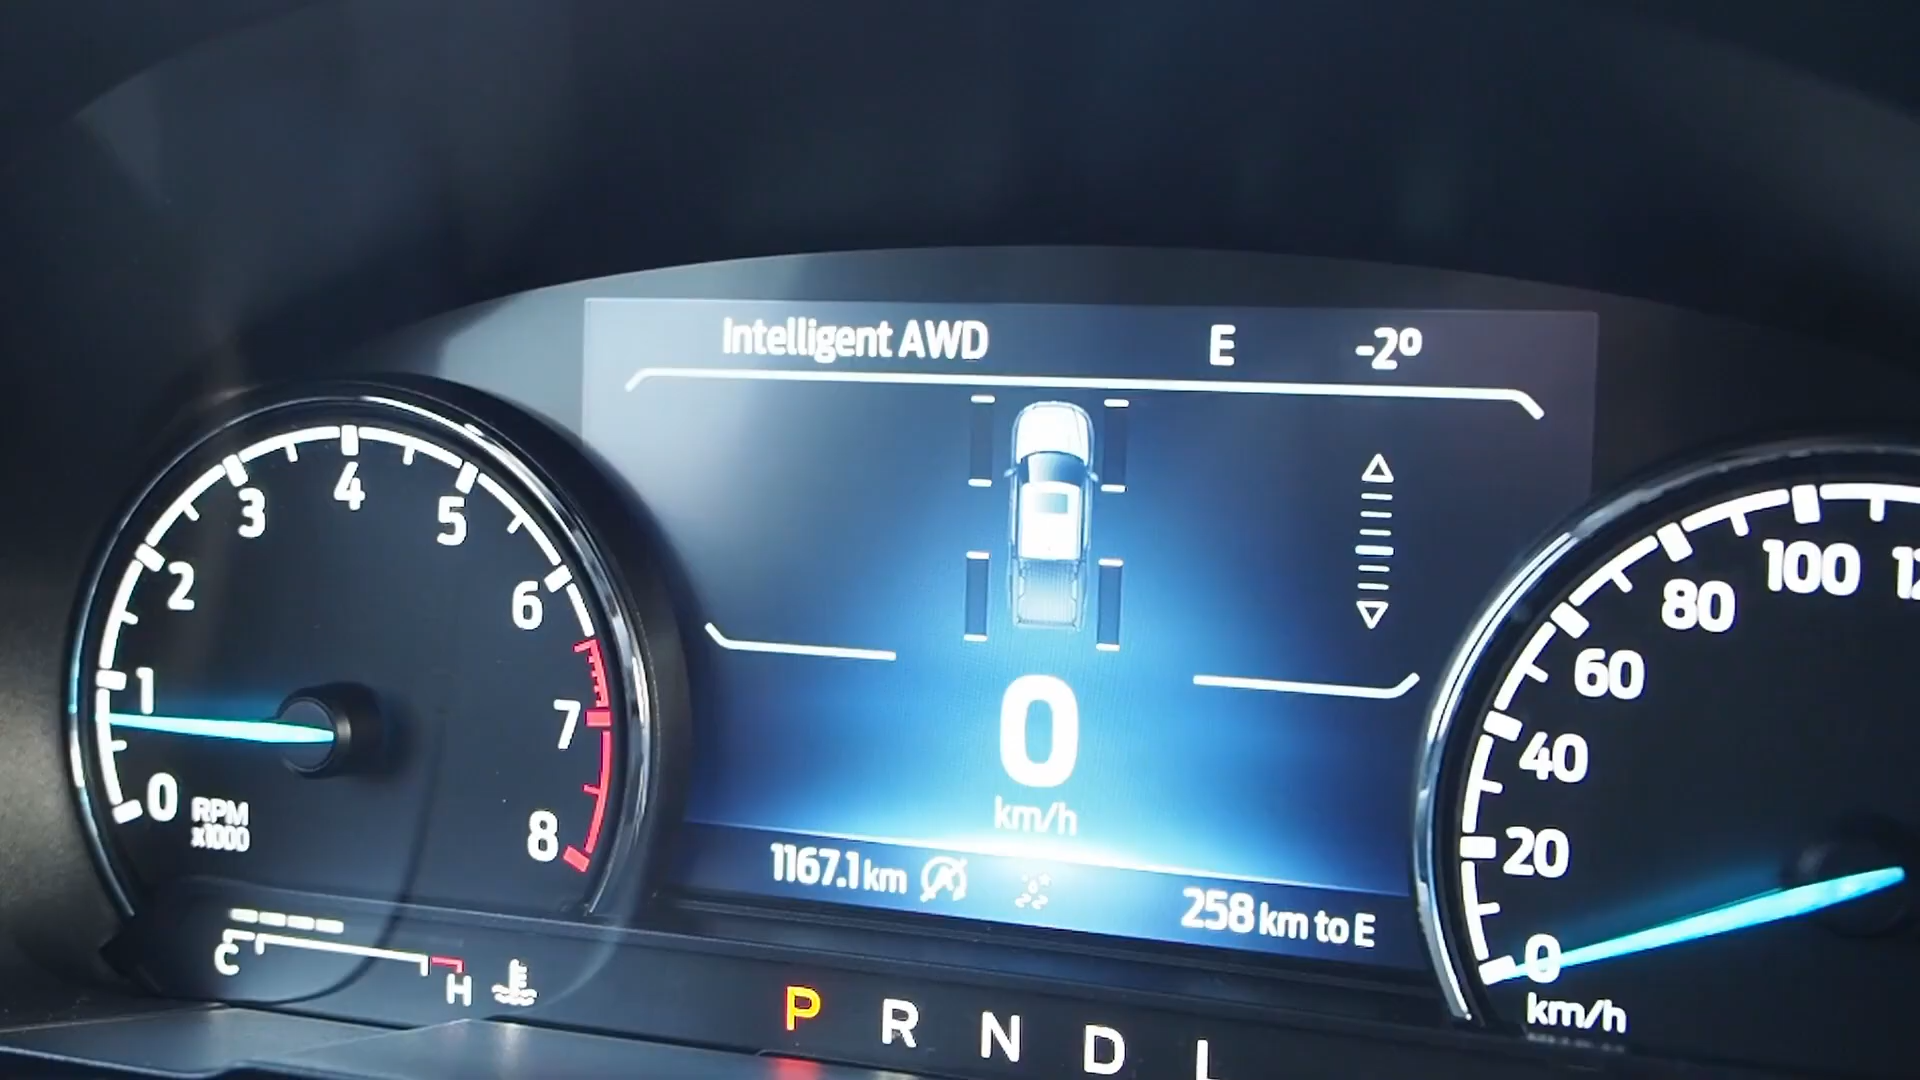 Intelligent AWD E -2°
0
km/h
1167.1 km 258 km to E
0 1 2 3 4 5 6 7 8
RPM
x1000
C H
P R N D L
0 20 40 60 80 100
km/h